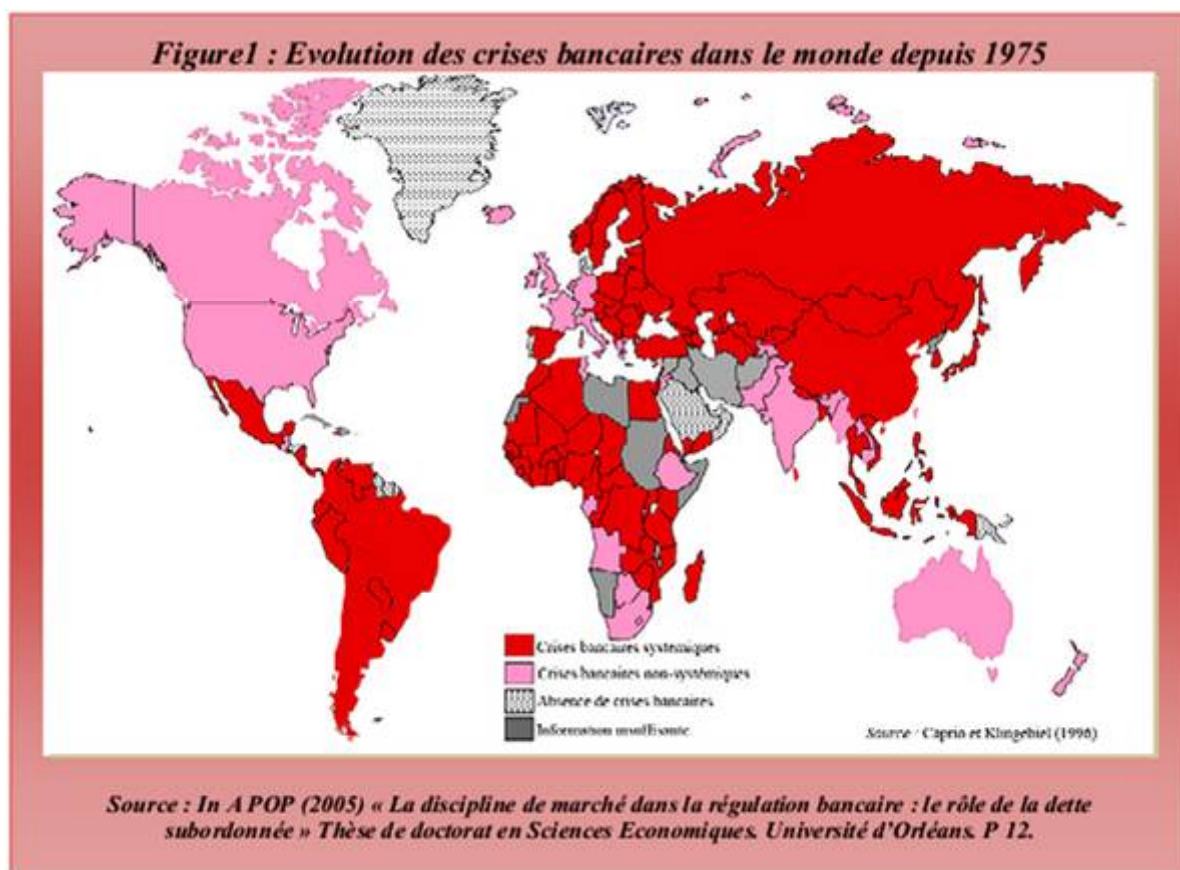 Figure1 : Evolution des crises bancaires dans le monde depuis 1975
Crises bancaires systémiques
Crises bancaires non-systémiques
Absence de crises bancaires
Information insuffisante
Source : Caprio et Klingebiel (1996)
Source : In A POP (2005) « La discipline de marché dans la régulation bancaire : le rôle de la dette
subordonnée » Thèse de doctorat en Sciences Economiques. Université d'Orléans. P 12.